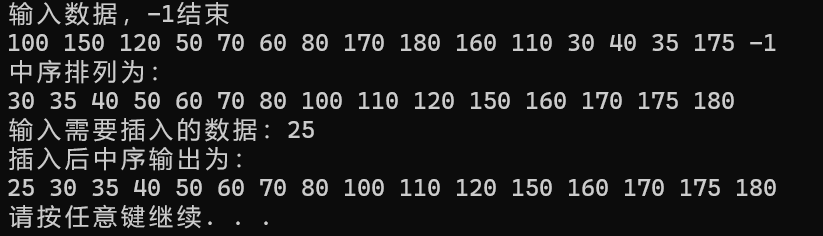 输入数据，-1结束
100 150 120 50 70 60 80 170 180 160 110 30 40 35 175 -1
中序排列为：
30 35 40 50 60 70 80 100 110 120 150 160 170 175 180
输入需要插入的数据：25
插入后中序输出为：
25 30 35 40 50 60 70 80 100 110 120 150 160 170 175 180
请按任意键继续. . .